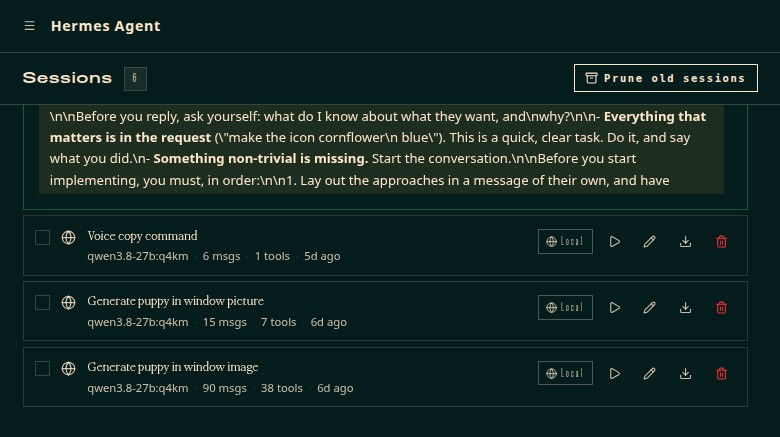 Hermes Agent
Sessions 6 Prune old sessions
\n\nBefore you reply, ask yourself: what do I know about what they want, and\nwhy?\n\n- Everything that
matters is in the request (\"make the icon cornflower\n blue\"). This is a quick, clear task. Do it, and say
what you did.\n- Something non-trivial is missing. Start the conversation.\n\nBefore you start
implementing, you must, in order:\n\n1. Lay out the approaches in a message of their own, and have
Voice copy command
Local
qwen3.8-27b:q4km · 6 msgs · 1 tools · 5d ago
Generate puppy in window picture
Local
qwen3.8-27b:q4km · 15 msgs · 7 tools · 6d ago
Generate puppy in window image
Local
qwen3.8-27b:q4km · 90 msgs · 38 tools · 6d ago